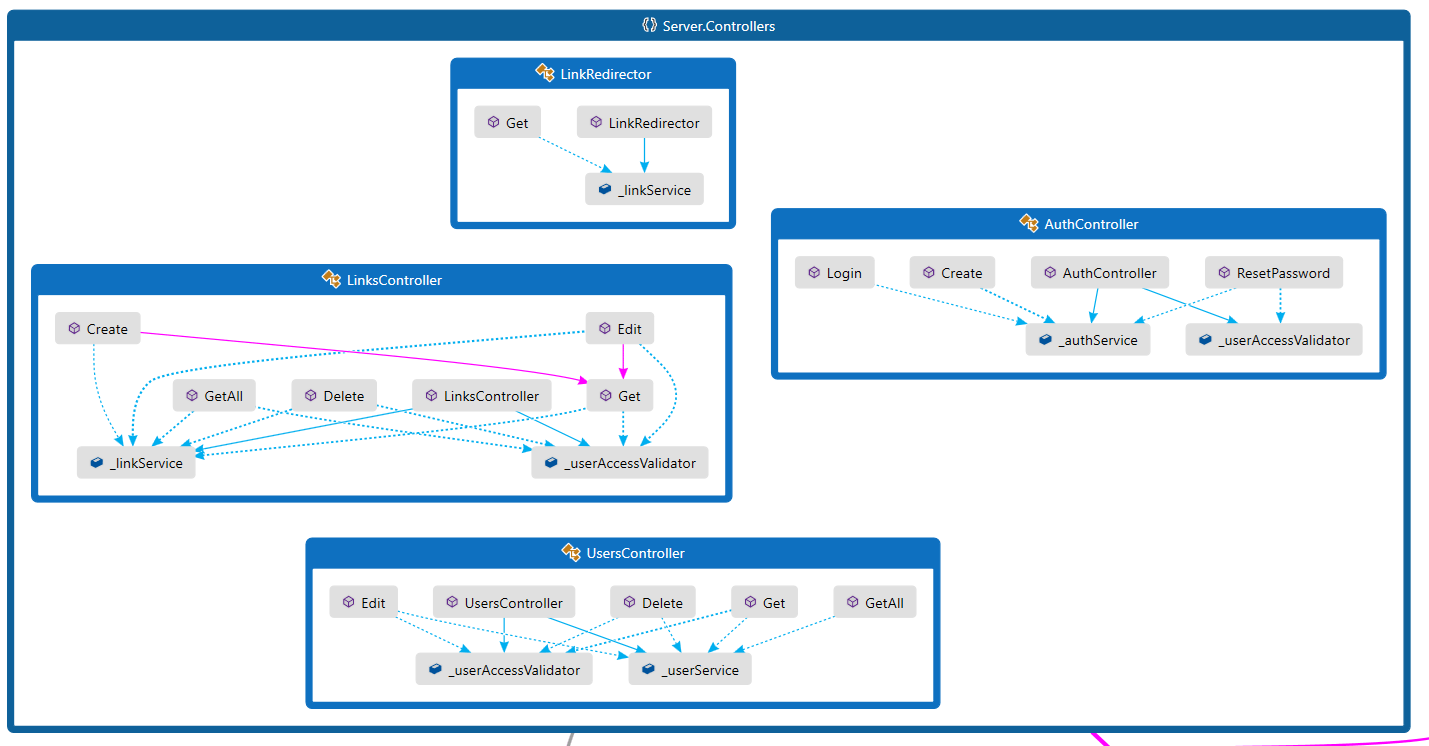 Server.Controllers
LinkRedirector
Get
LinkRedirector
_linkService
AuthController
Login
Create
AuthController
ResetPassword
_authService
_userAccessValidator
LinksController
Create
Edit
GetAll
Delete
LinksController
Get
_linkService
_userAccessValidator
UsersController
Edit
UsersController
Delete
Get
GetAll
_userAccessValidator
_userService